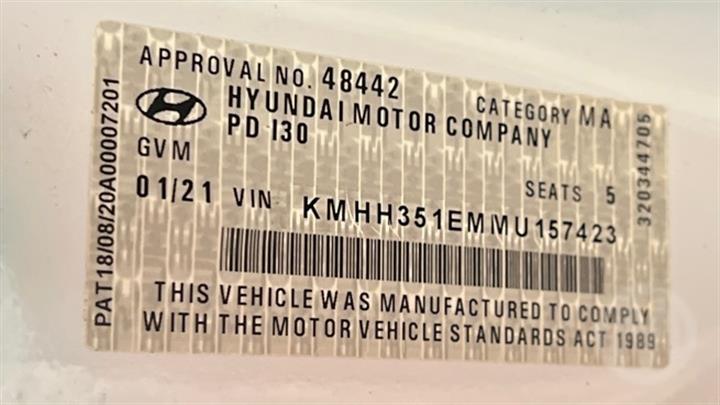 APPROVAL NO. 48442
CATEGORY MA
HYUNDAI MOTOR COMPANY
PD I30
GVM
SEATS 5
01/21 VIN KMHH351EMMU157423
THIS VEHICLE WAS MANUFACTURED TO COMPLY
WITH THE MOTOR VEHICLE STANDARDS ACT 1989
PAT18/08/20A00007201
320344705